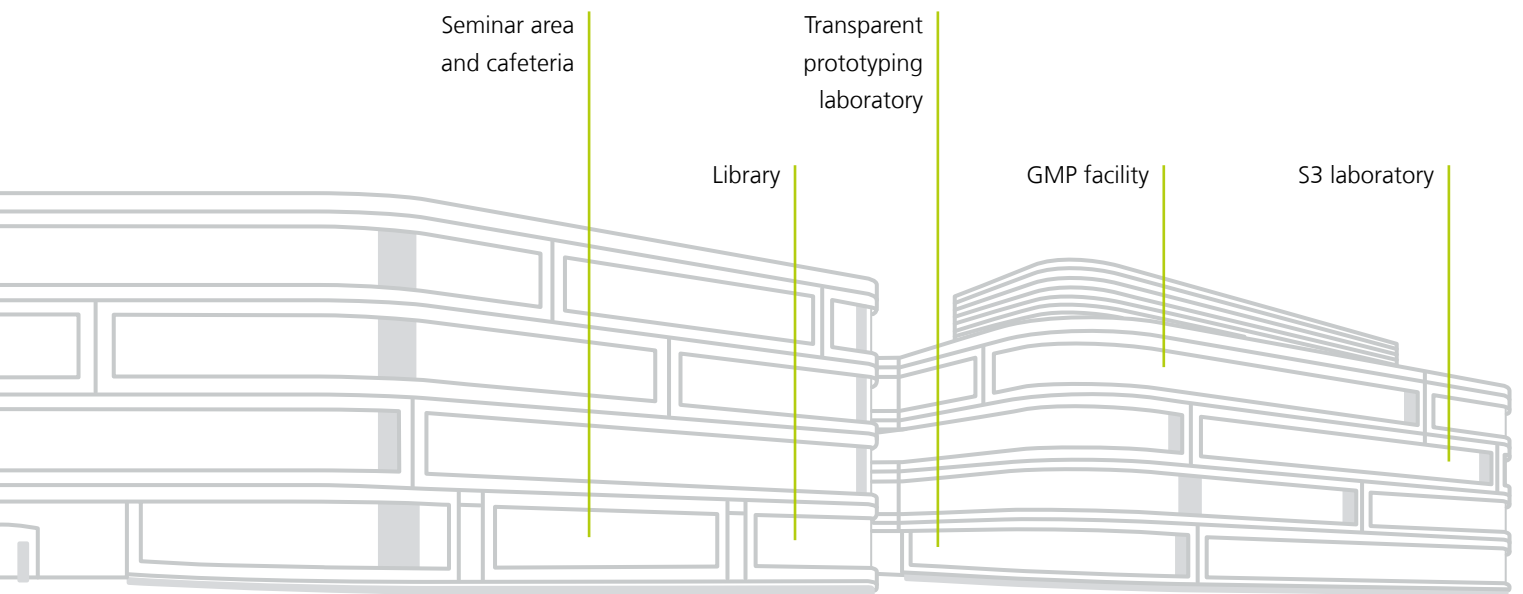 Seminar area
and cafeteria
Transparent
prototyping
laboratory
Library
GMP facility
S3 laboratory